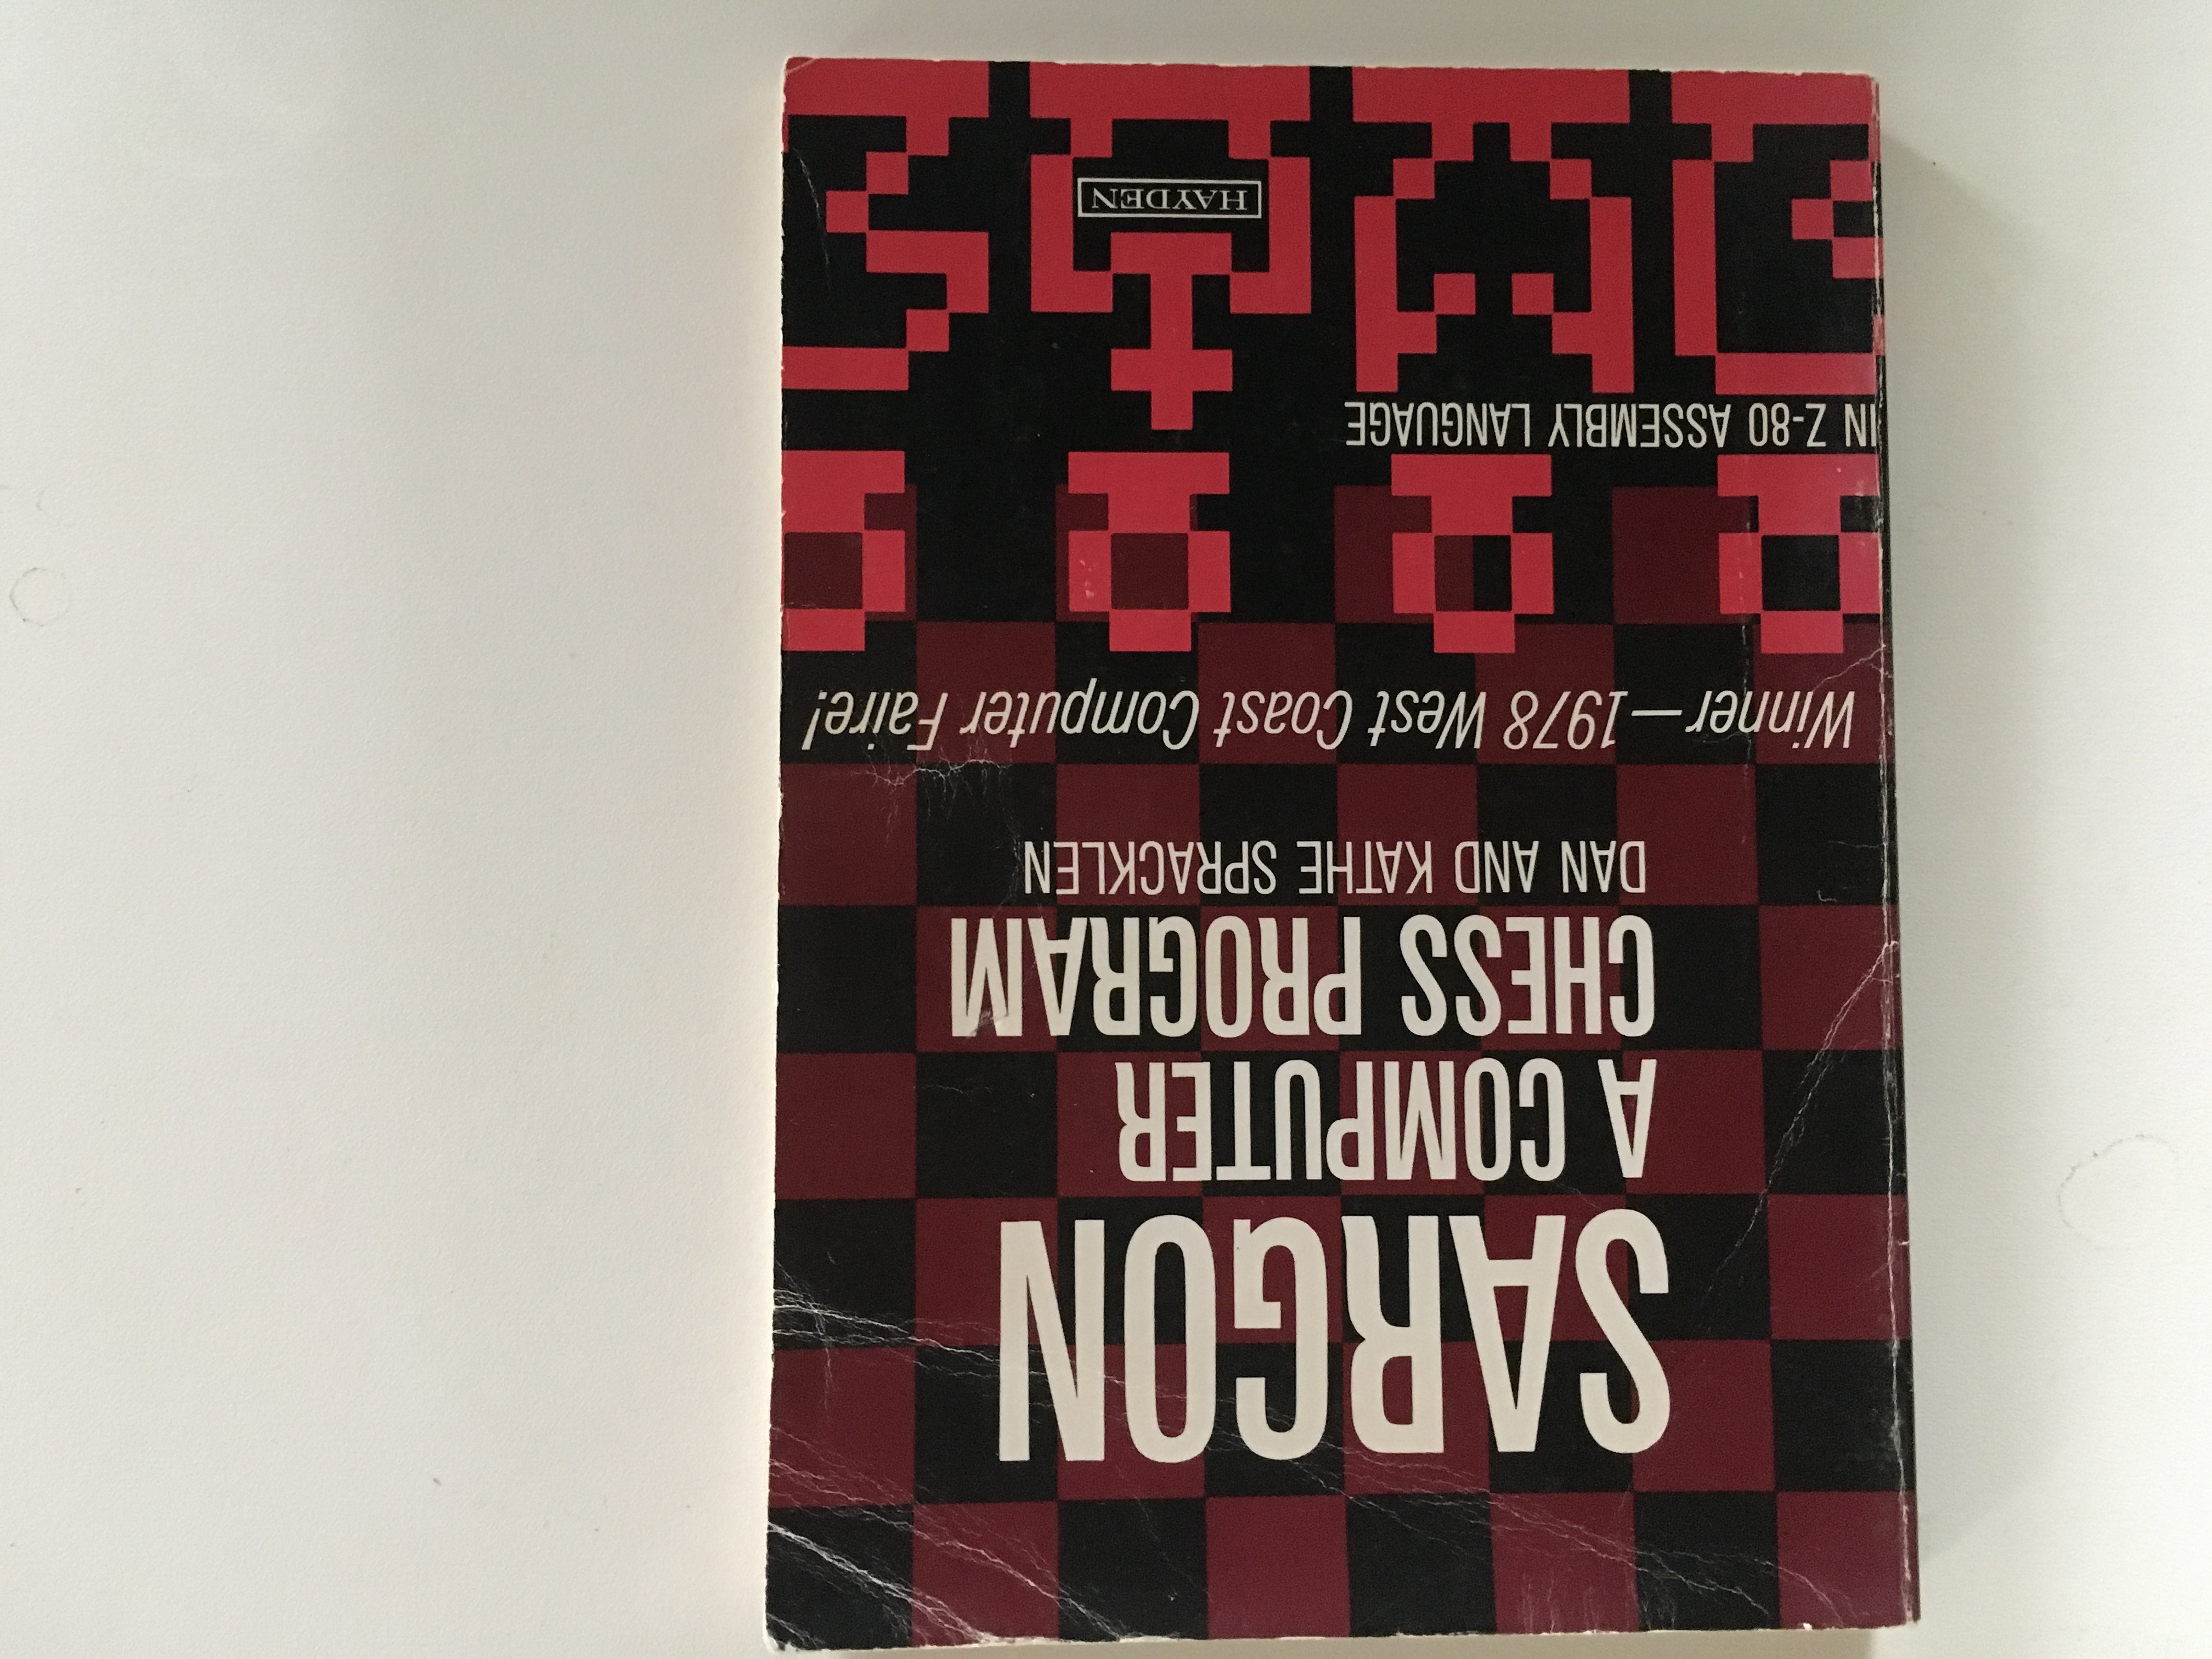 SARGON
A COMPUTER
CHESS PROGRAM
DAN AND KATHE SPRACKLEN
Winner—1978 West Coast Computer Faire!
IN Z-80 ASSEMBLY LANGUAGE
HAYDEN